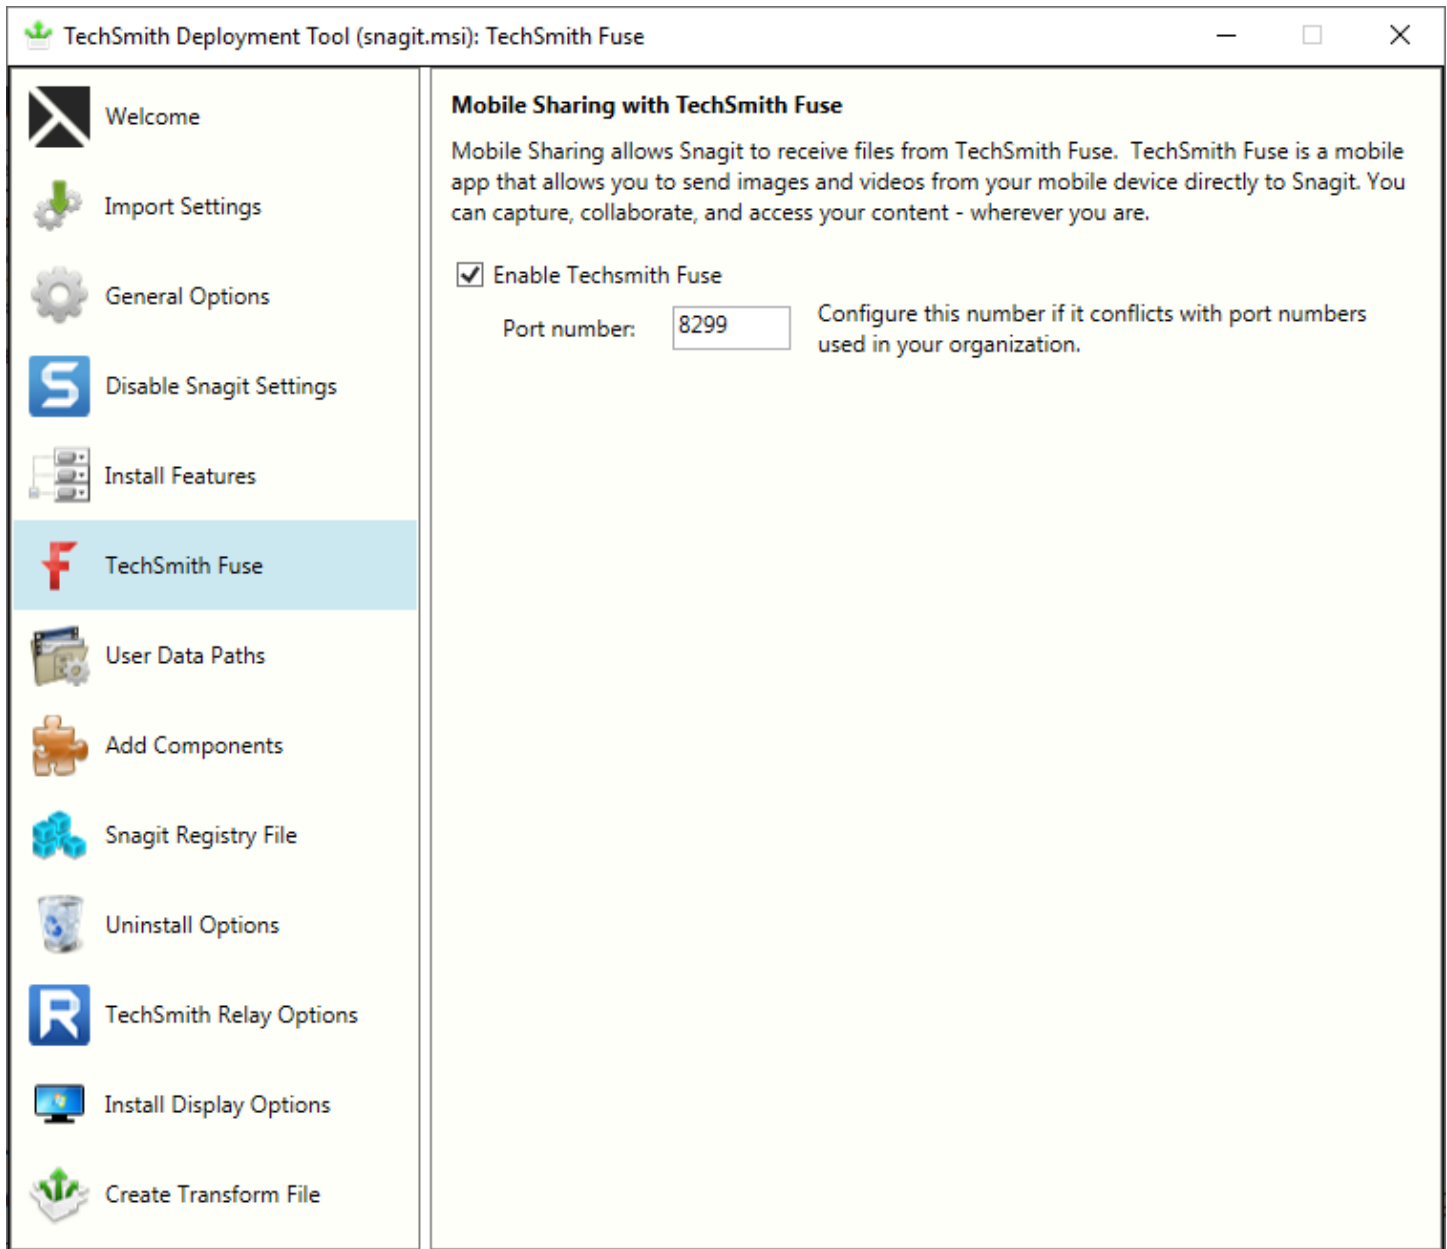 TechSmith Deployment Tool (snagit.msi): TechSmith Fuse
Welcome
Import Settings
General Options
Disable Snagit Settings
Install Features
TechSmith Fuse
User Data Paths
Add Components
Snagit Registry File
Uninstall Options
TechSmith Relay Options
Install Display Options
Create Transform File
Mobile Sharing with TechSmith Fuse
Mobile Sharing allows Snagit to receive files from TechSmith Fuse.  TechSmith Fuse is a mobile
app that allows you to send images and videos from your mobile device directly to Snagit. You
can capture, collaborate, and access your content - wherever you are.
Enable Techsmith Fuse
Port number: 8299
Configure this number if it conflicts with port numbers
used in your organization.